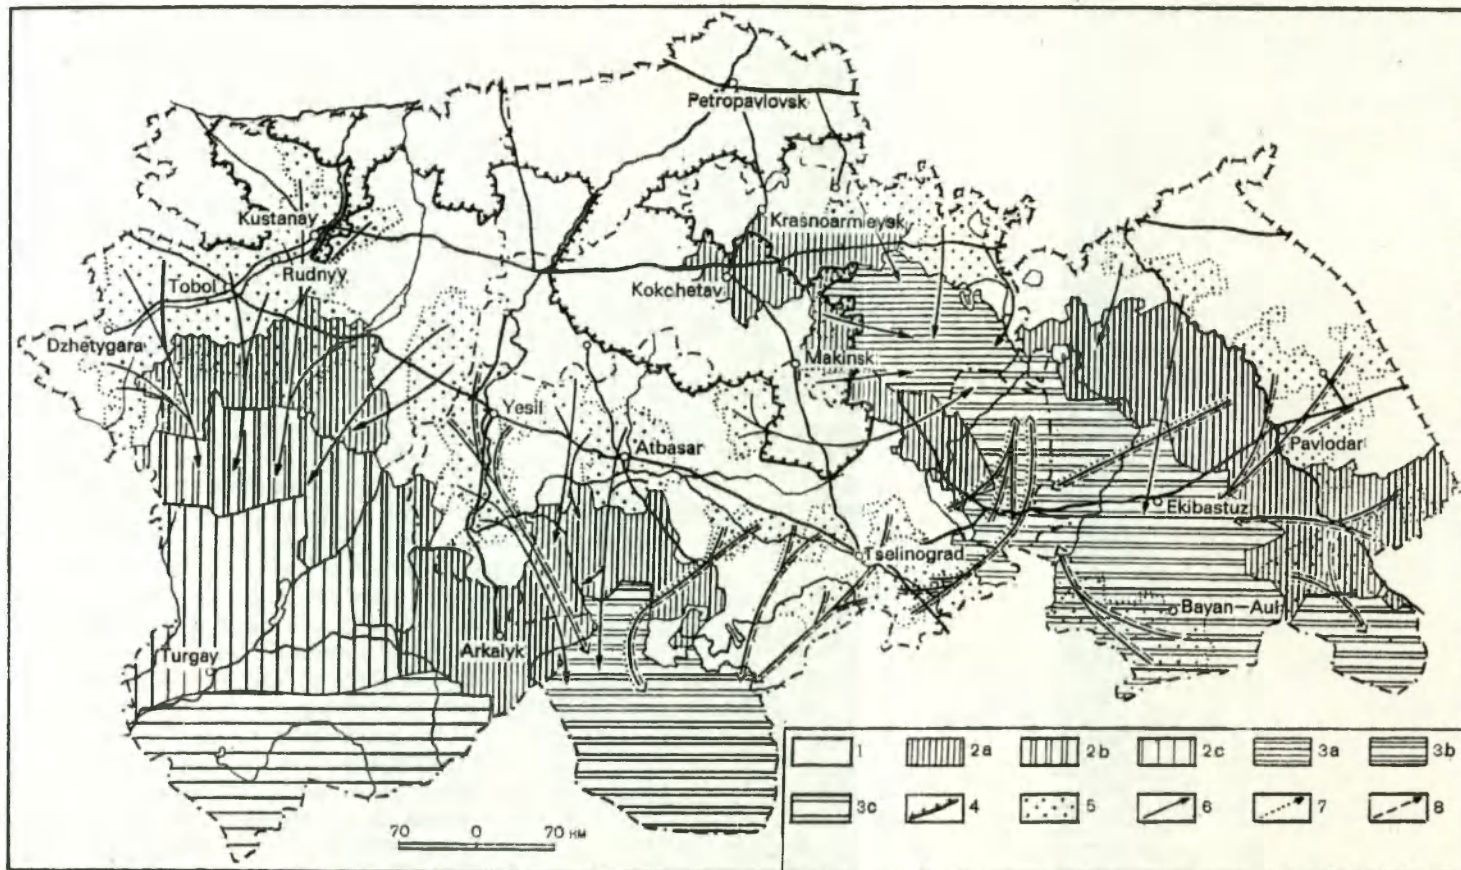 Petropavlovsk
Kustanay
Krasnoarmieysk
Rudnyy
Tobol
Kokchetav
Dzhetygara
Makinsk
Yesil
Atbasar
Pavlodar
Ekibastuz
Tselinograd
Bayan-Aul
Turgay
Arkalyk
1 2a 2b 2c 3a 3b
3c 4 5 6 7 8
70 0 70 км